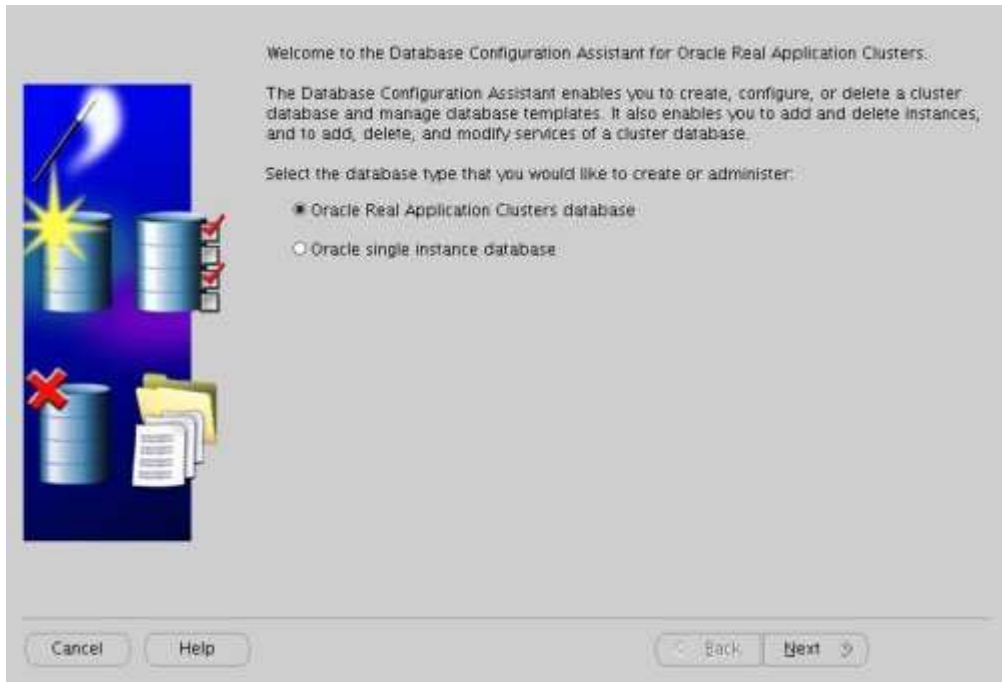 Welcome to the Database Configuration Assistant for Oracle Real Application Clusters.
The Database Configuration Assistant enables you to create, configure, or delete a cluster
database and manage database templates. It also enables you to add and delete instances,
and to add, delete, and modify services of a cluster database.
Select the database type that you would like to create or administer:
Oracle Real Application Clusters database
Oracle single instance database
Cancel
Help
Back
Next